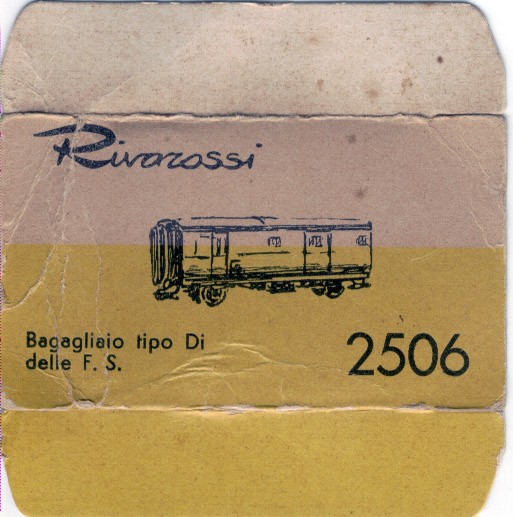 Rivarossi
Bagagliaio tipo Di
delle F. S.
2506